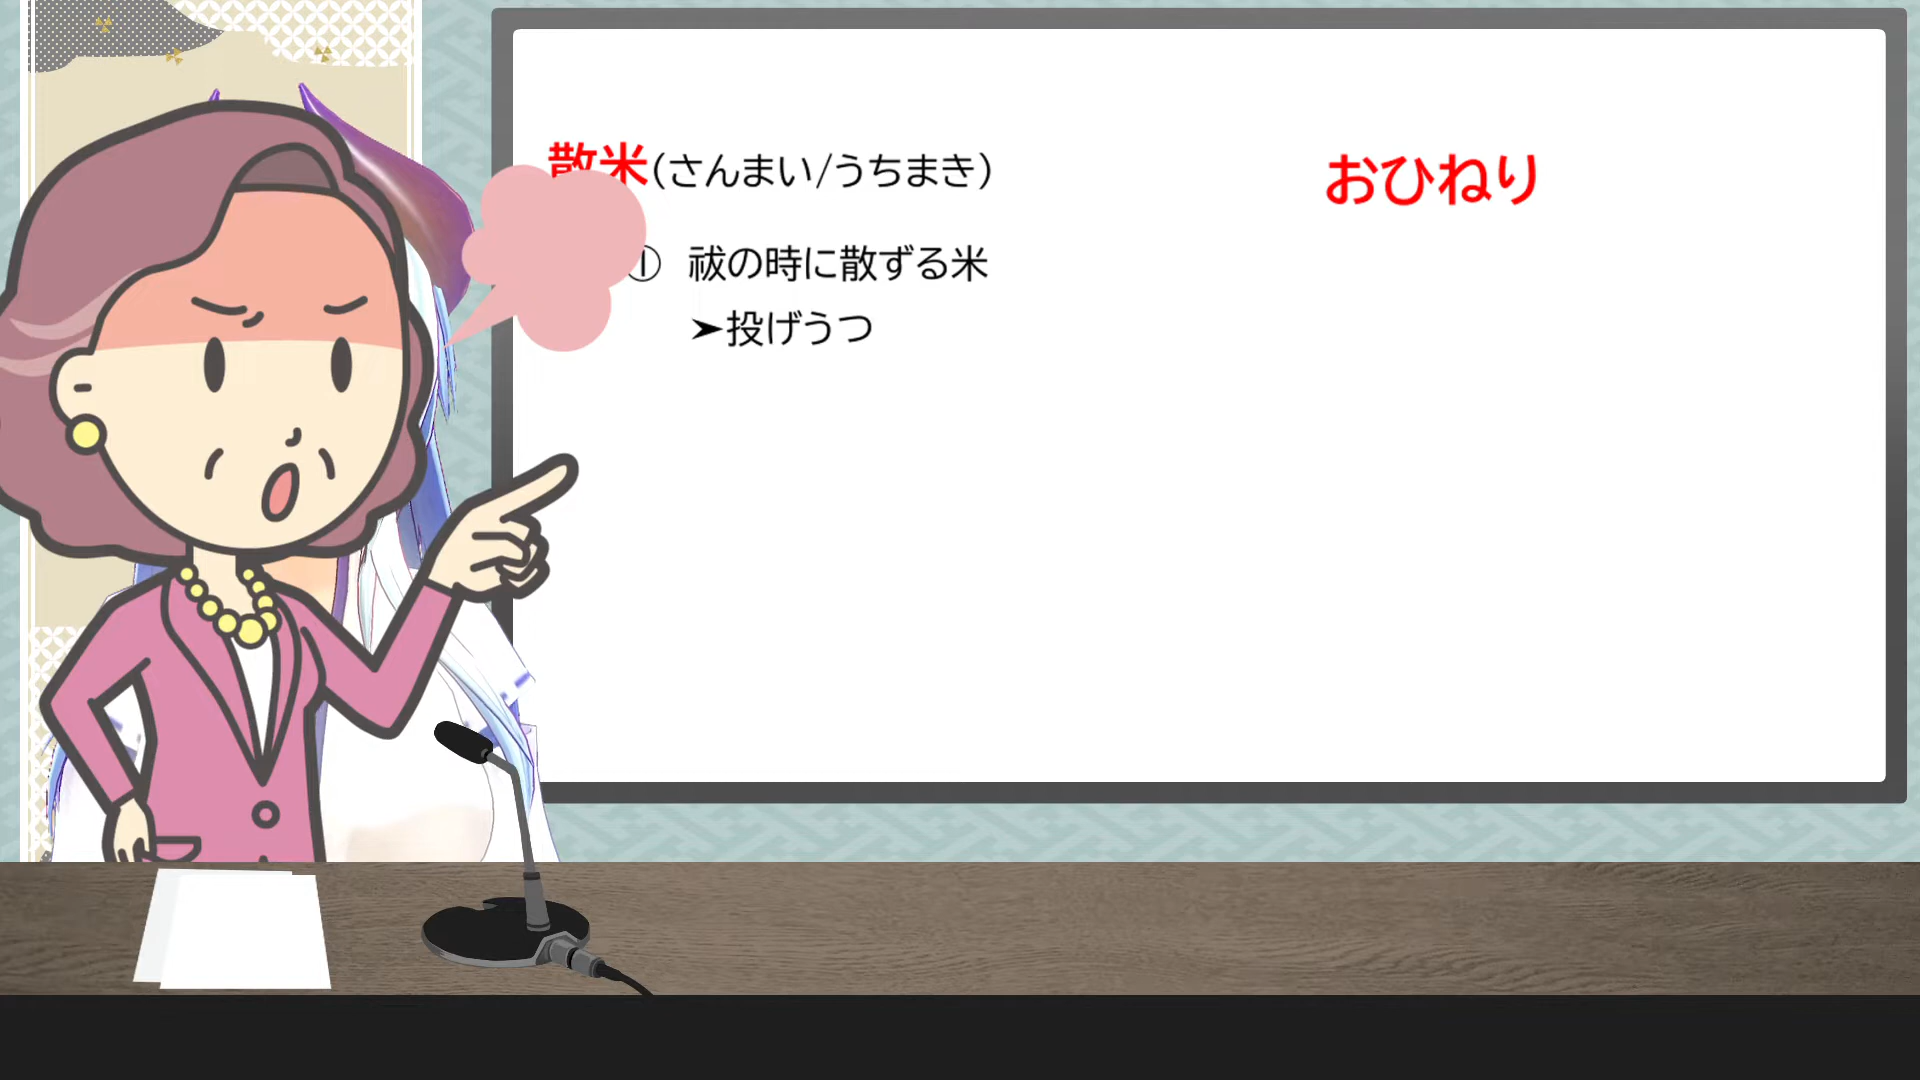 散米(さんまい/うちまき)
おひねり
① 祓の時に散ずる米
➤投げうつ